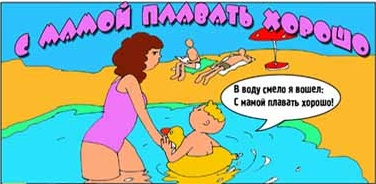 С МАМОЙ ПЛАВАТЬ ХОРОШО
В воду смело я вошел:
С мамой плавать хорошо!